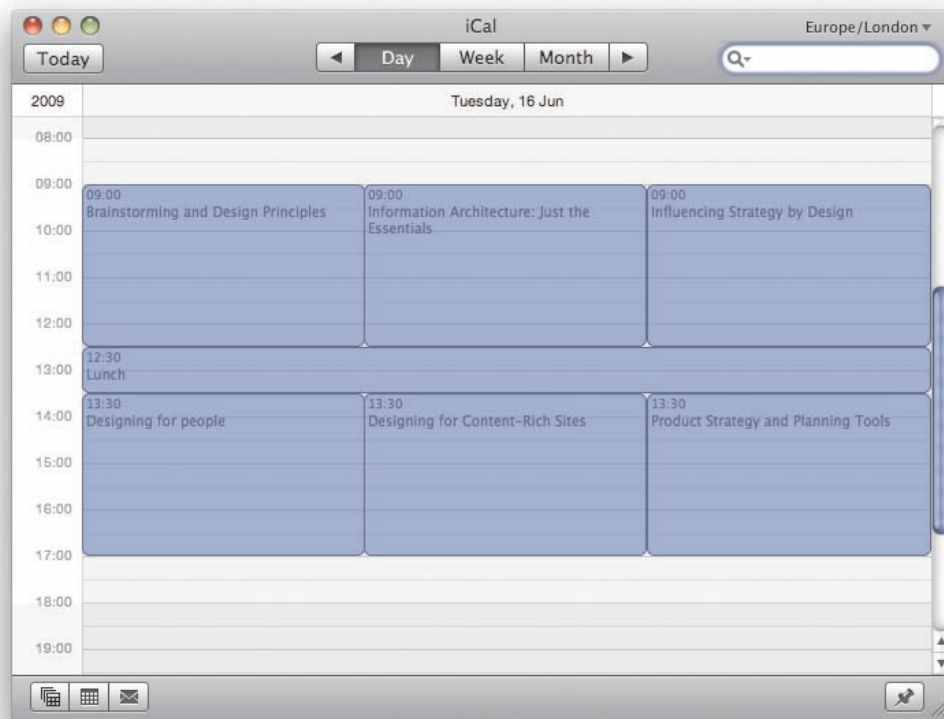 iCal
Europe/London
Today
Day
Week
Month
2009
Tuesday, 16 Jun
08:00
09:00
09:00
Brainstorming and Design Principles
09:00
Information Architecture: Just the
Essentials
09:00
Influencing Strategy by Design
10:00
11:00
12:00
12:30
Lunch
13:00
13:30
Designing for people
13:30
Designing for Content-Rich Sites
13:30
Product Strategy and Planning Tools
14:00
15:00
16:00
17:00
18:00
19:00